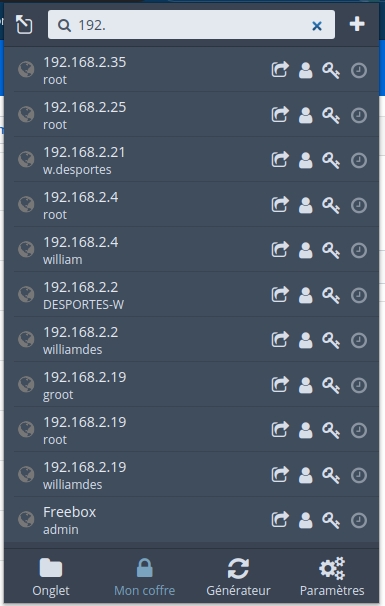 192.
192.168.2.35
root
192.168.2.25
root
192.168.2.21
w.desportes
192.168.2.4
root
192.168.2.4
william
192.168.2.2
DESPORTES-W
192.168.2.2
williamdes
192.168.2.19
groot
192.168.2.19
root
192.168.2.19
williamdes
Freebox
admin
Onglet Mon coffre Générateur Paramètres